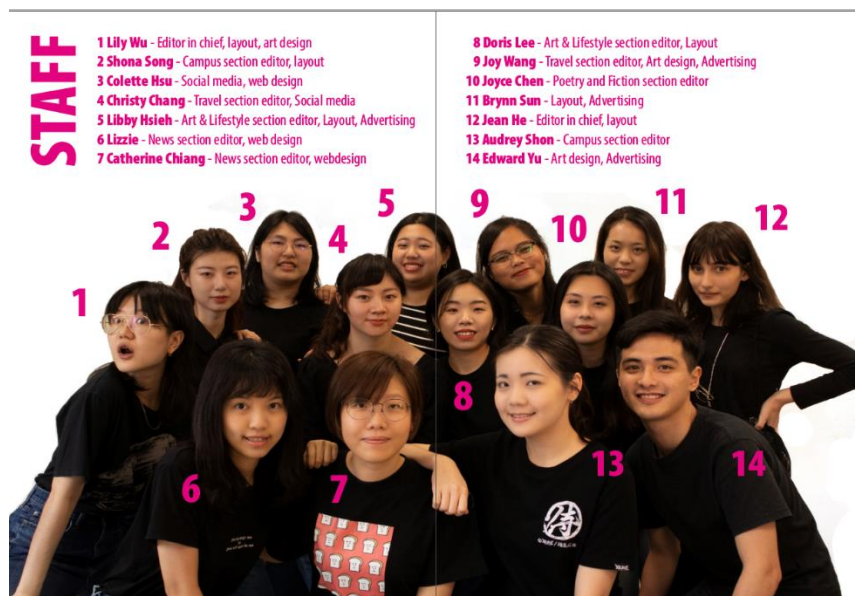 STAFF
1 Lily Wu - Editor in chief, layout, art design
2 Shona Song - Campus section editor, layout
3 Colette Hsu - Social media, web design
4 Christy Chang - Travel section editor, Social media
5 Libby Hsieh - Art & Lifestyle section editor, Layout, Advertising
6 Lizzie - News section editor, web design
7 Catherine Chiang - News section editor, webdesign
8 Doris Lee - Art & Lifestyle section editor, Layout
9 Joy Wang - Travel section editor, Art design, Advertising
10 Joyce Chen - Poetry and Fiction section editor
11 Brynn Sun - Layout, Advertising
12 Jean He - Editor in chief, layout
13 Audrey Shon - Campus section editor
14 Edward Yu - Art design, Advertising
1
2
3
4
5
9
10
11
12
8
6
7
13
14
侍